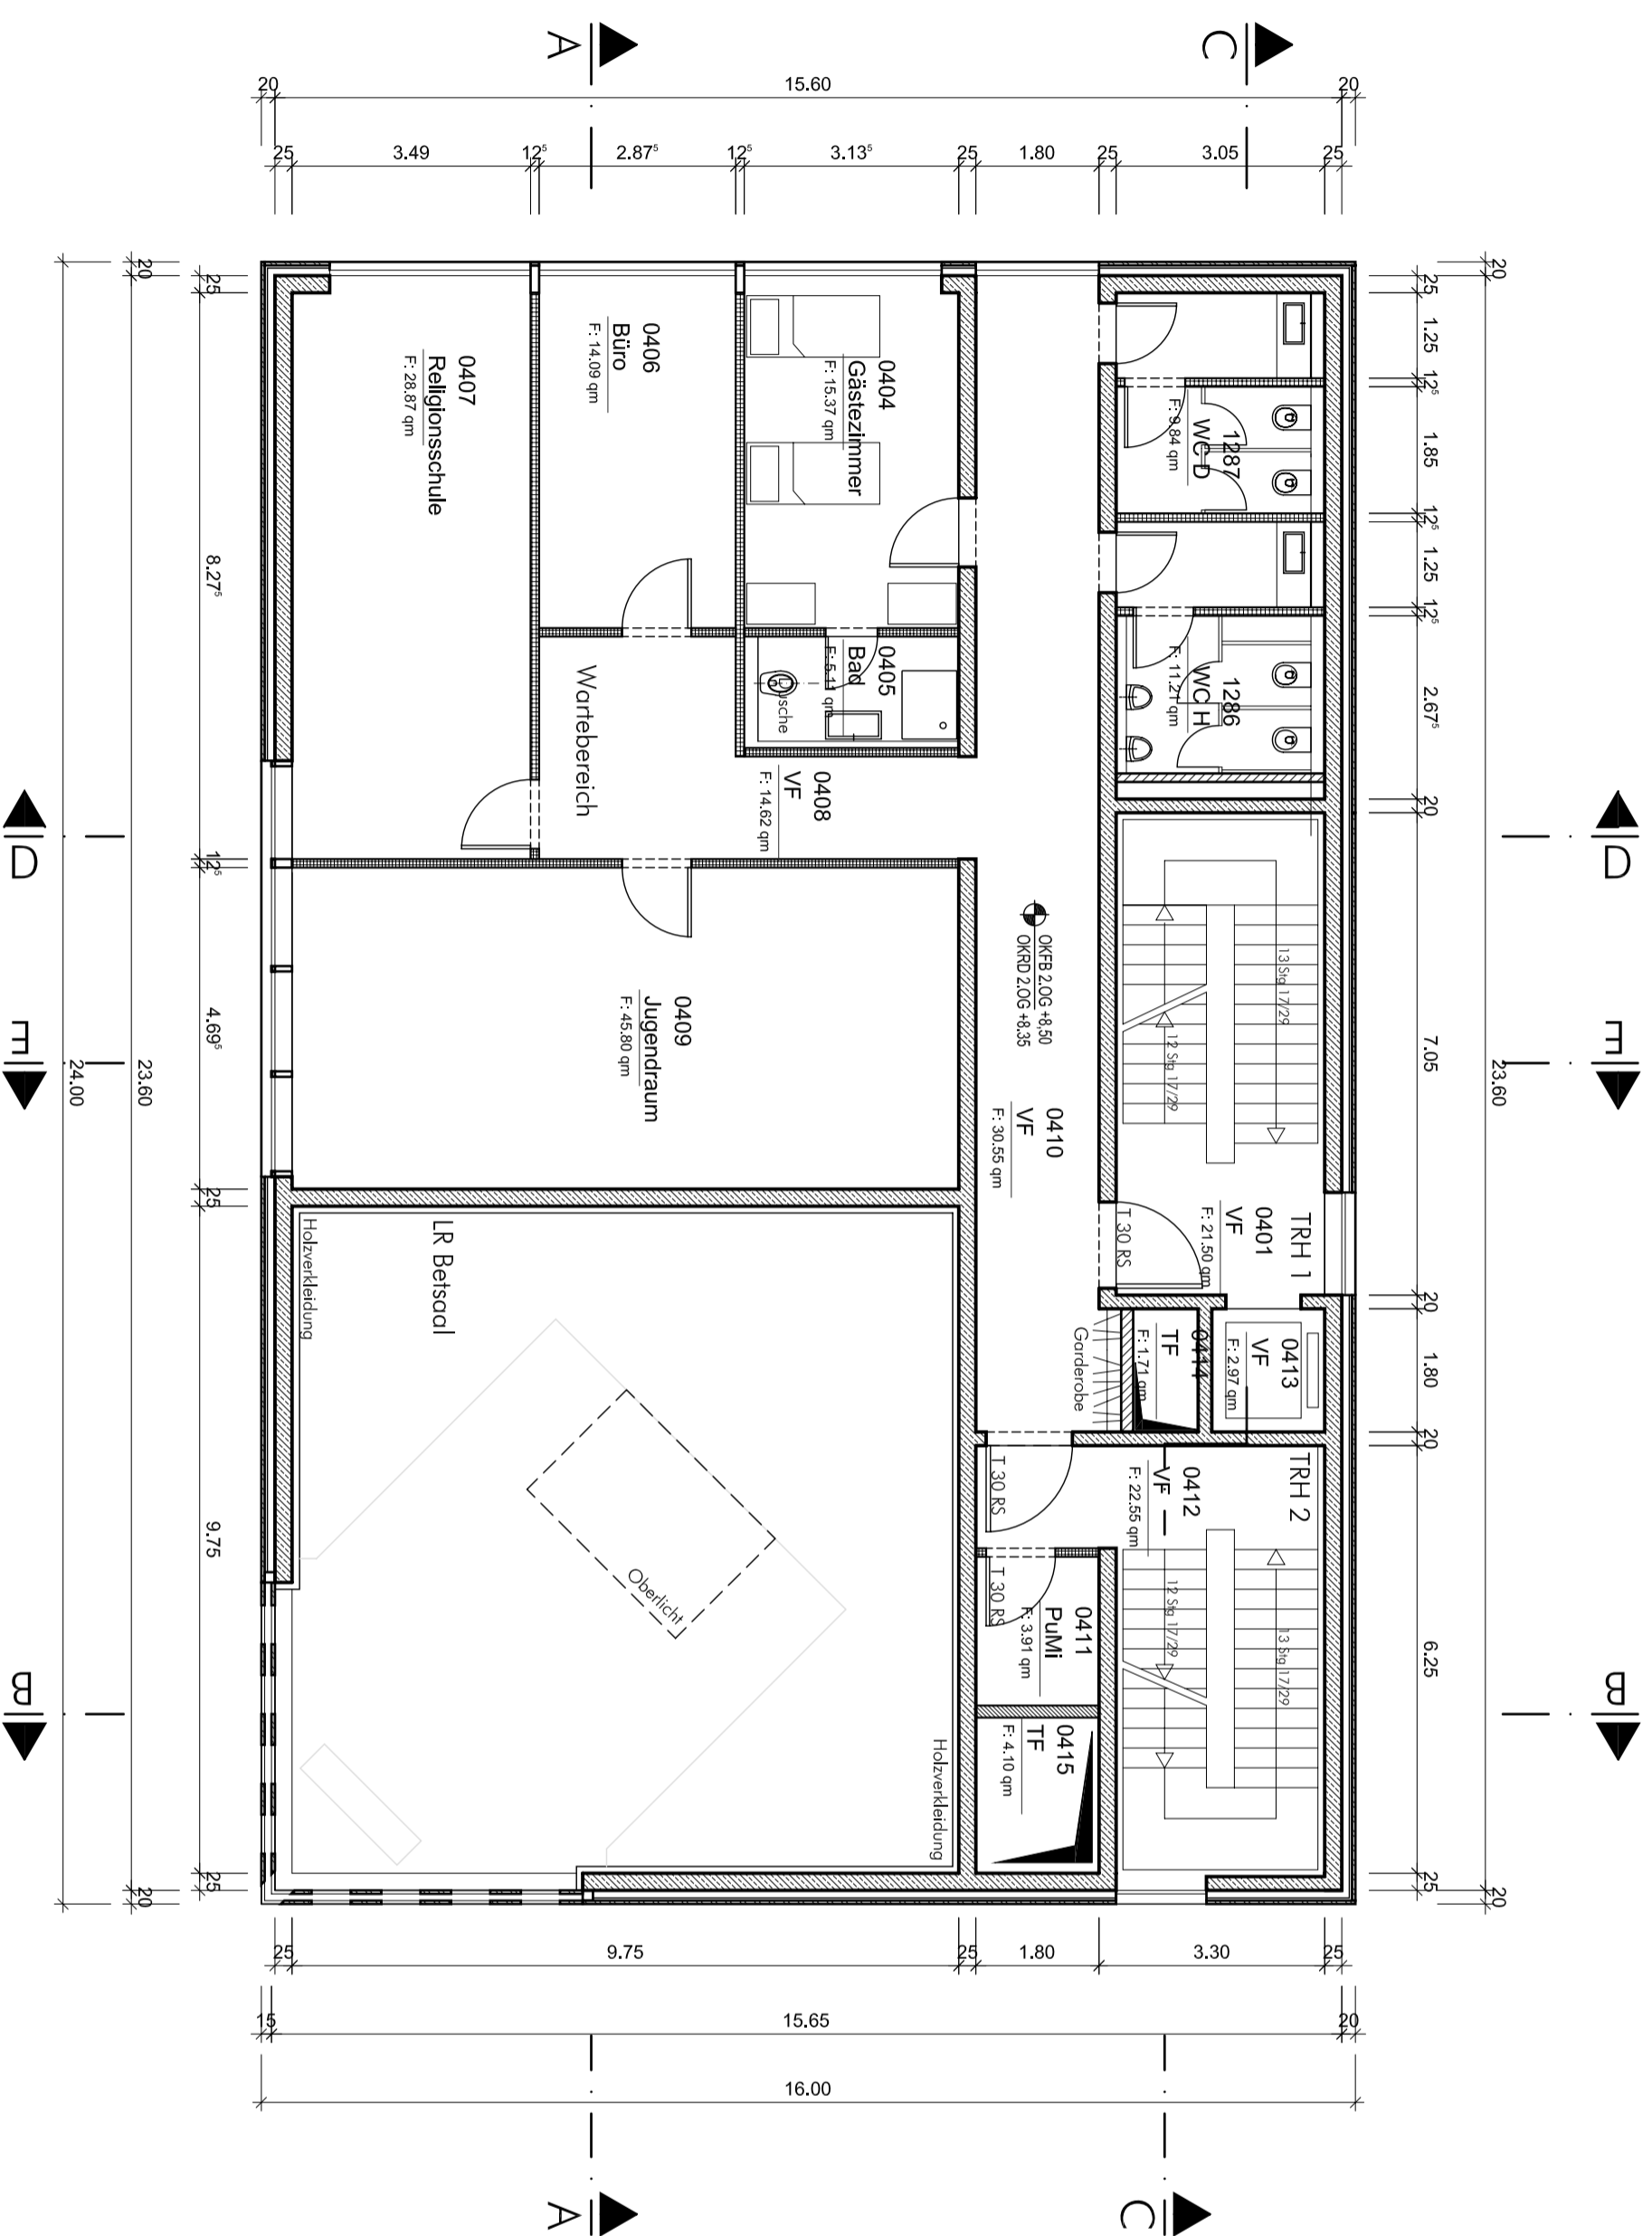 A
C
20
15.60
20
25
3.49
12⁵
2.87⁵
12⁵
3.13⁵
25
1.80
25
3.05
25
20
23.60
20
25
1.25
12⁵
1.85
12⁵
1.25
12⁵
2.67⁵
20
7.05
20
1.80
20
6.25
25
D
E
B
1287
WC D
F: 9.84 qm
1286
WC H
F: 11.21 qm
13 Stg 17/29
12 Stg 17/29
TRH 1
0401
VF
F: 21.50 qm
T 30 RS
0413
VF
F: 2.97 qm
0414
TF
F: 1.71 qm
Garderobe
TRH 2
0412
VF
F: 22.55 qm
T 30 RS
13 Stg 17/29
12 Stg 17/29
0411
PuMi
F: 3.91 qm
T 30 RS
0415
TF
F: 4.10 qm
OKFB 2.OG +8,50
OKRD 2.OG +8.35
0410
VF
F: 30.55 qm
0404
Gästezimmer
F: 15.37 qm
0405
Bad
F: 5.11 qm
Dusche
0406
Büro
F: 14.09 qm
0407
Religionsschule
F: 28.87 qm
Wartebereich
0408
VF
F: 14.62 qm
0409
Jugendraum
F: 45.80 qm
LR Betsaal
Holzverkleidung
Oberlicht
Holzverkleidung
25
8.27⁵
12⁵
4.69⁵
25
9.75
25
20
23.60
20
24.00
D
E
B
25
9.75
25
1.80
3.30
25
15
15.65
20
16.00
A
C